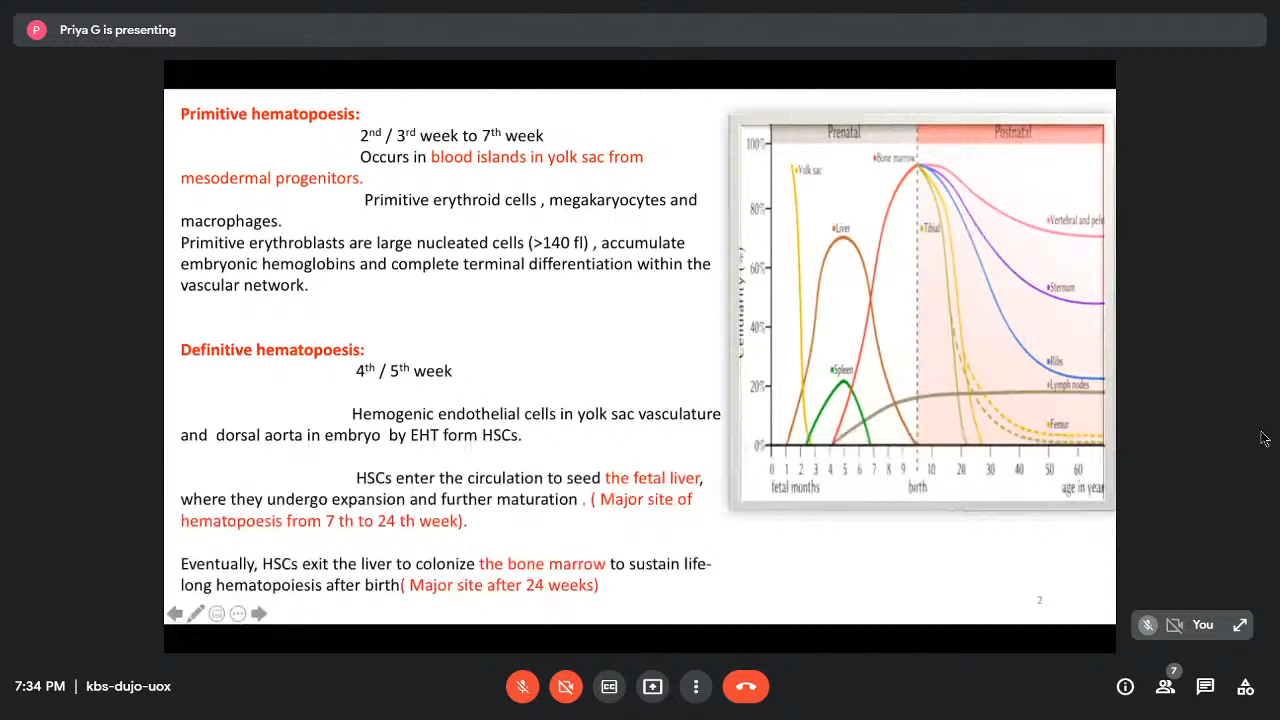 P Priya G is presenting
Primitive hematopoesis:
2nd / 3rd week to 7th week
Occurs in blood islands in yolk sac from
mesodermal progenitors.
Primitive erythroid cells , megakaryocytes and
macrophages.
Primitive erythroblasts are large nucleated cells (>140 fl) , accumulate
embryonic hemoglobins and complete terminal differentiation within the
vascular network.
Definitive hematopoesis:
4th / 5th week
Hemogenic endothelial cells in yolk sac vasculature
and dorsal aorta in embryo by EHT form HSCs.
HSCs enter the circulation to seed the fetal liver,
where they undergo expansion and further maturation . ( Major site of
hematopoesis from 7 th to 24 th week).
Eventually, HSCs exit the liver to colonize the bone marrow to sustain life-
long hematopoiesis after birth( Major site after 24 weeks)
Prenatal Postnatal
100%
Bone marrow
Yolk sac
80%
Vertebral and pelv
Liver
Tibial
60%
Sternum
40%
Ribs
Spleen
Lymph nodes
20%
Femur
0%
0 1 2 3 4 5 6 7 8 9 10 20 30 40 50 60
fetal months birth age in year
2
You
7:34 PM | kbs-dujo-uox
7